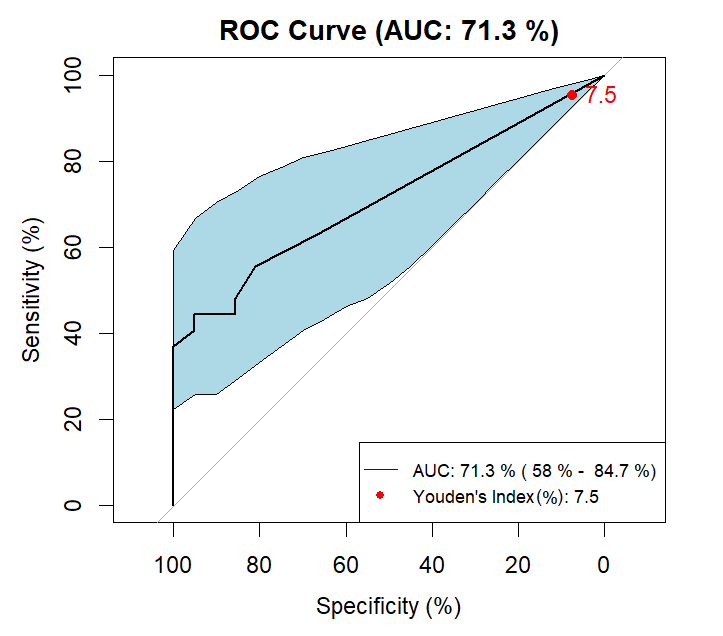 ROC Curve (AUC: 71.3 %)
Sensitivity (%)
100
80
60
40
20
0
7.5
AUC: 71.3 % ( 58 % -  84.7 %)
Youden's Index(%): 7.5
100
80
60
40
20
0
Specificity (%)